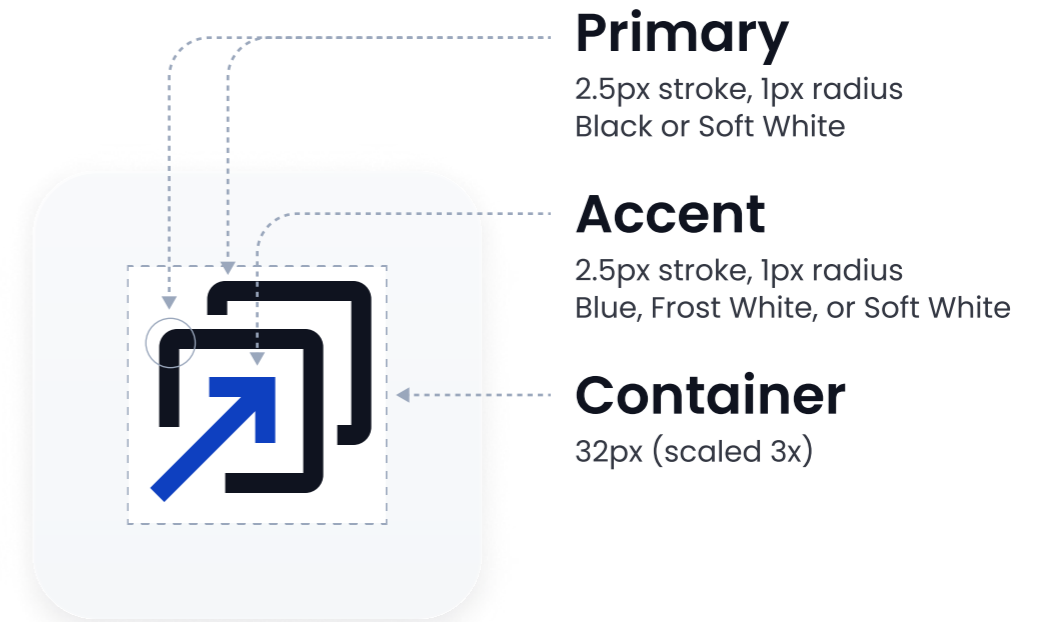 Primary
2.5px stroke, 1px radius
Black or Soft White
Accent
2.5px stroke, 1px radius
Blue, Frost White, or Soft White
Container
32px (scaled 3x)